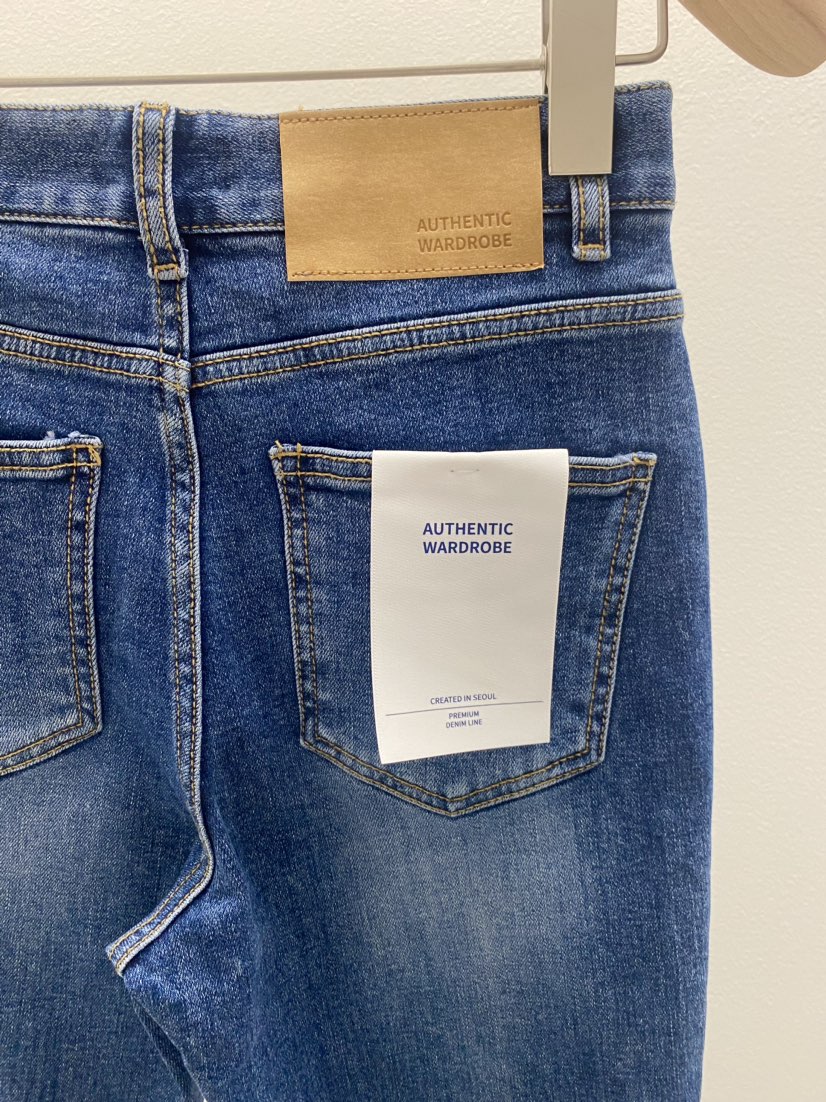 AUTHENTIC
WARDROBE
AUTHENTIC
WARDROBE
CREATED IN SEOUL
PREMIUM
DENIM LINE